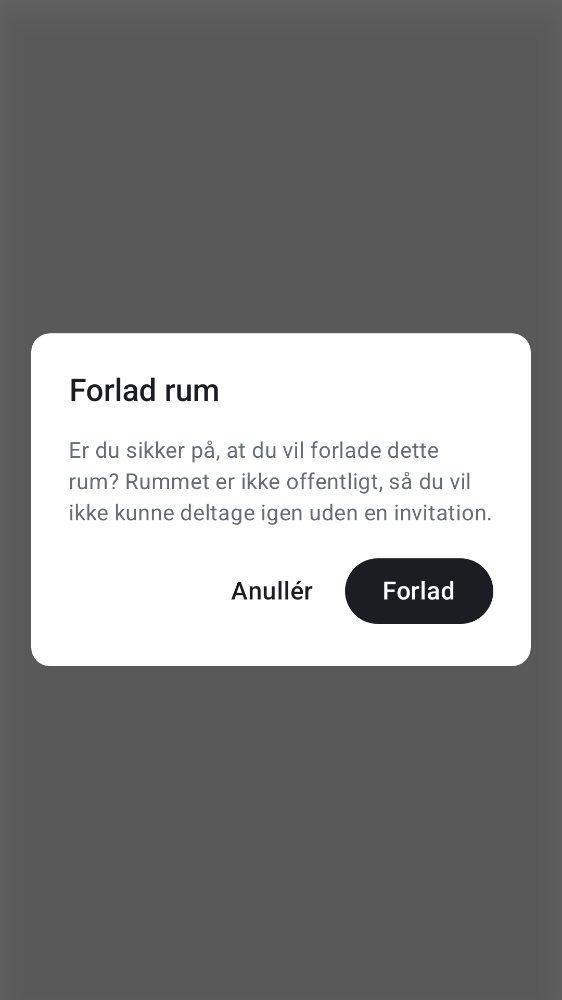 Forlad rum
Er du sikker på, at du vil forlade dette
rum? Rummet er ikke offentligt, så du vil
ikke kunne deltage igen uden en invitation.
Anullér
Forlad